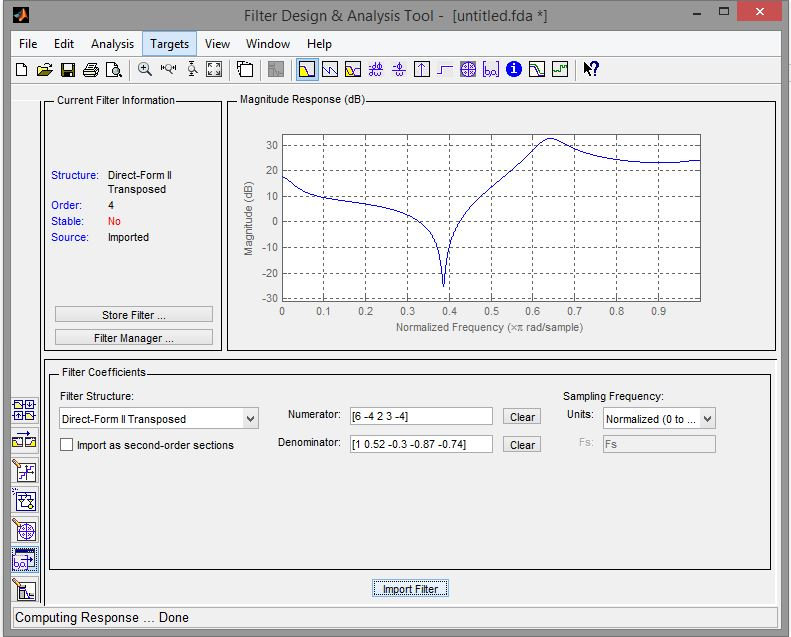 Filter Design & Analysis Tool - [untitled.fda *]
File Edit Analysis Targets View Window Help
Current Filter Information
Structure: Direct-Form II Transposed
Order: 4
Stable: No
Source: Imported
Store Filter ...
Filter Manager ...
Magnitude Response (dB)
Magnitude (dB)
30
20
10
0
-10
-20
-30
0 0.1 0.2 0.3 0.4 0.5 0.6 0.7 0.8 0.9
Normalized Frequency (×π rad/sample)
Filter Coefficients
Filter Structure:
Direct-Form II Transposed
Import as second-order sections
Numerator: [6 -4 2 3 -4] Clear
Denominator: [1 0.52 -0.3 -0.87 -0.74] Clear
Sampling Frequency:
Units: Normalized (0 to ...
Fs: Fs
Import Filter
Computing Response ... Done